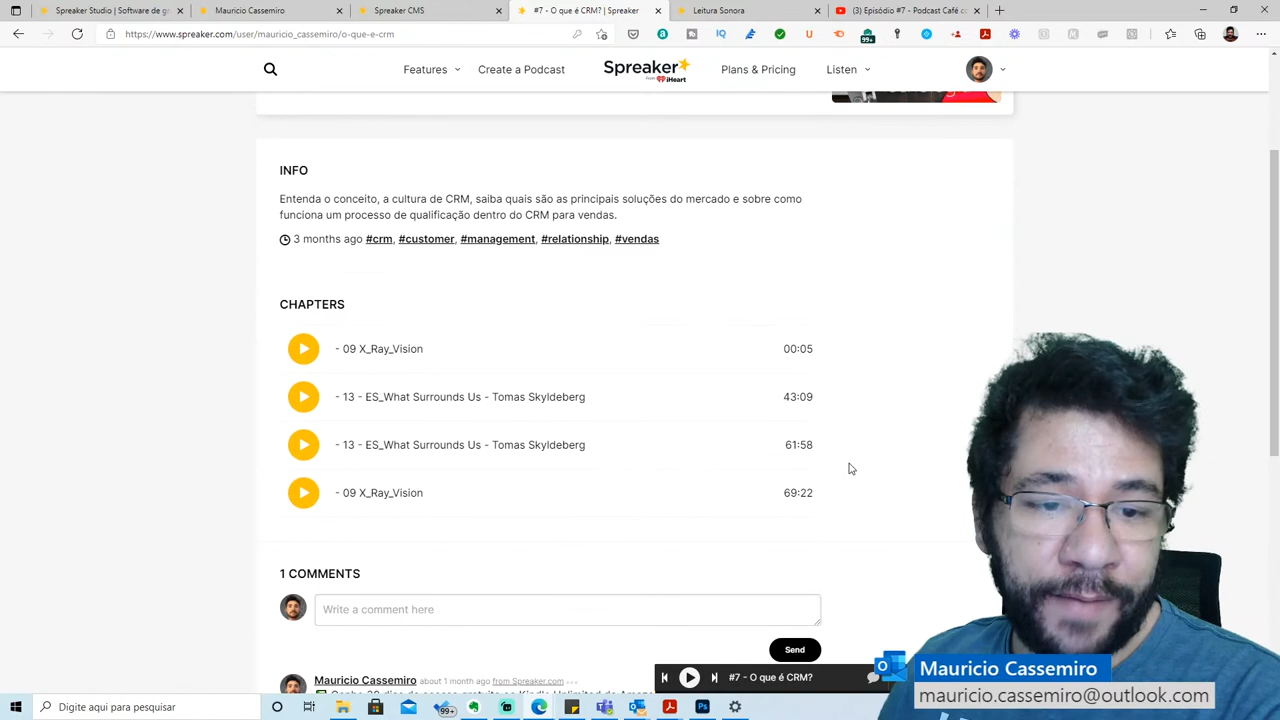 Spreaker Studio | Software de gr
Mauricio Cassemiro
Spreaker CMS
#7 - O que é CRM? | Spreaker
Leitura Sonora
(3) Episódio #7 - Podcast Café co
https://www.spreaker.com/user/mauricio_cassemiro/o-que-e-crm
99+
Features
Create a Podcast
Spreaker
From iHeart
Plans & Pricing
Listen
INFO
Entenda o conceito, a cultura de CRM, saiba quais são as principais soluções do mercado e sobre como
funciona um processo de qualificação dentro do CRM para vendas.
3 months ago #crm, #customer, #management, #relationship, #vendas
CHAPTERS
- 09 X_Ray_Vision 00:05
- 13 - ES_What Surrounds Us - Tomas Skyldeberg 43:09
- 13 - ES_What Surrounds Us - Tomas Skyldeberg 61:58
- 09 X_Ray_Vision 69:22
1 COMMENTS
Write a comment here
Send
Mauricio Cassemiro about 1 month ago from Spreaker.com
#7 - O que é CRM?
Mauricio Cassemiro
mauricio.cassemiro@outlook.com
Digite aqui para pesquisar
99+